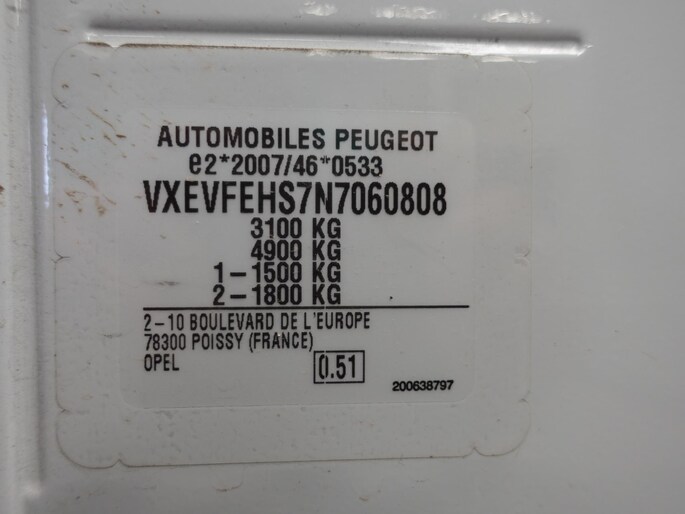 AUTOMOBILES PEUGEOT
e2*2007/46*0533
VXEVFEHS7N7060808
3100 KG
4900 KG
1-1500 KG
2-1800 KG
2-10 BOULEVARD DE L'EUROPE
78300 POISSY (FRANCE)
OPEL 0.51
200638797